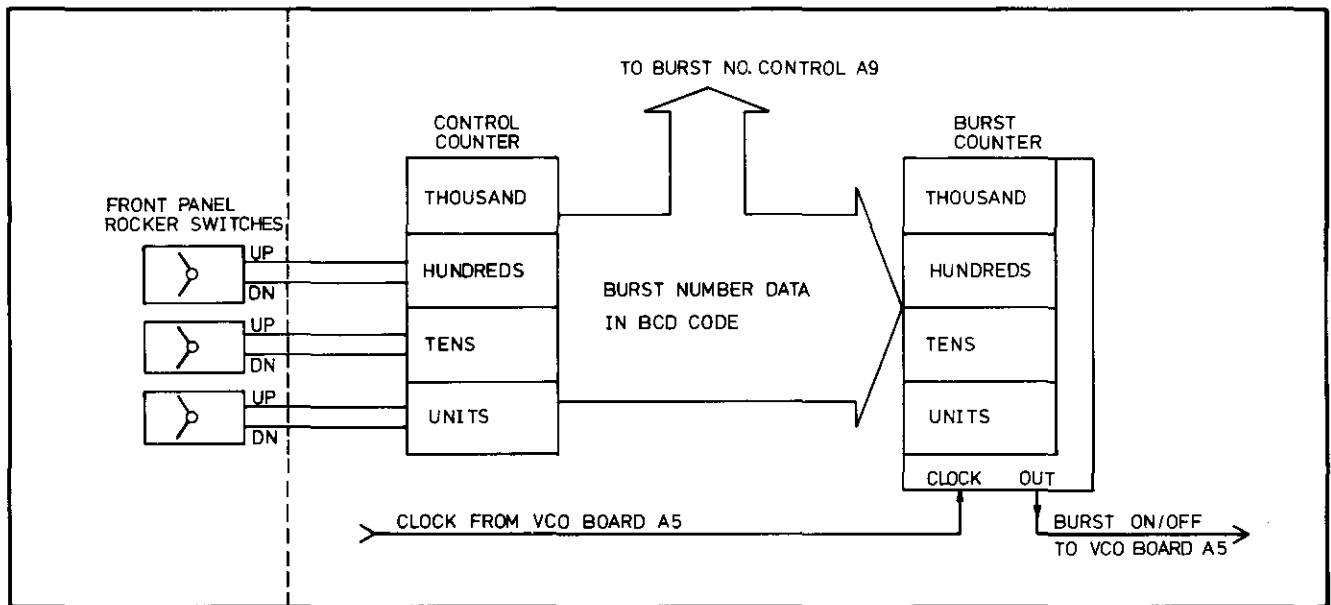 TO BURST NO. CONTROL A9
CONTROL
COUNTER
BURST
COUNTER
FRONT PANEL
ROCKER SWITCHES
UP
DN
UP
DN
UP
DN
THOUSAND
HUNDREDS
TENS
UNITS
BURST NUMBER DATA
IN BCD CODE
THOUSAND
HUNDREDS
TENS
UNITS
CLOCK OUT
CLOCK FROM VCO BOARD A5
BURST ON/OFF
TO VCO BOARD A5